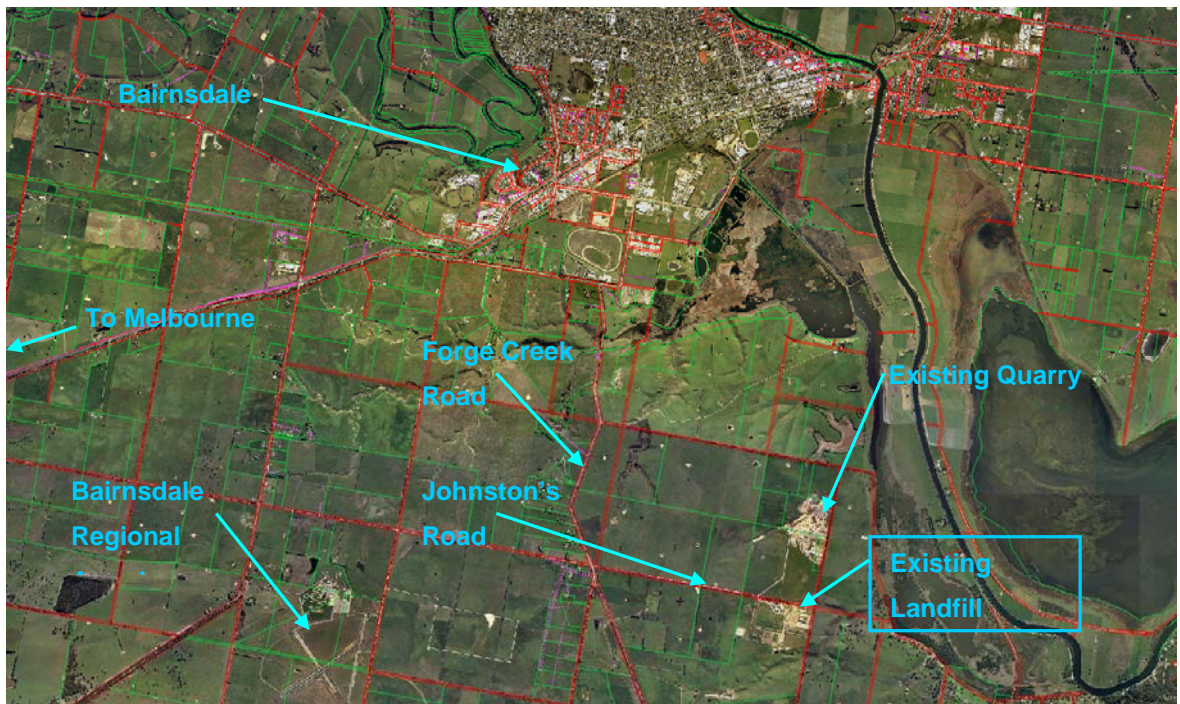 Bairnsdale
To Melbourne
Forge Creek
Road
Existing Quarry
Bairnsdale
Regional
Johnston's
Road
Existing
Landfill